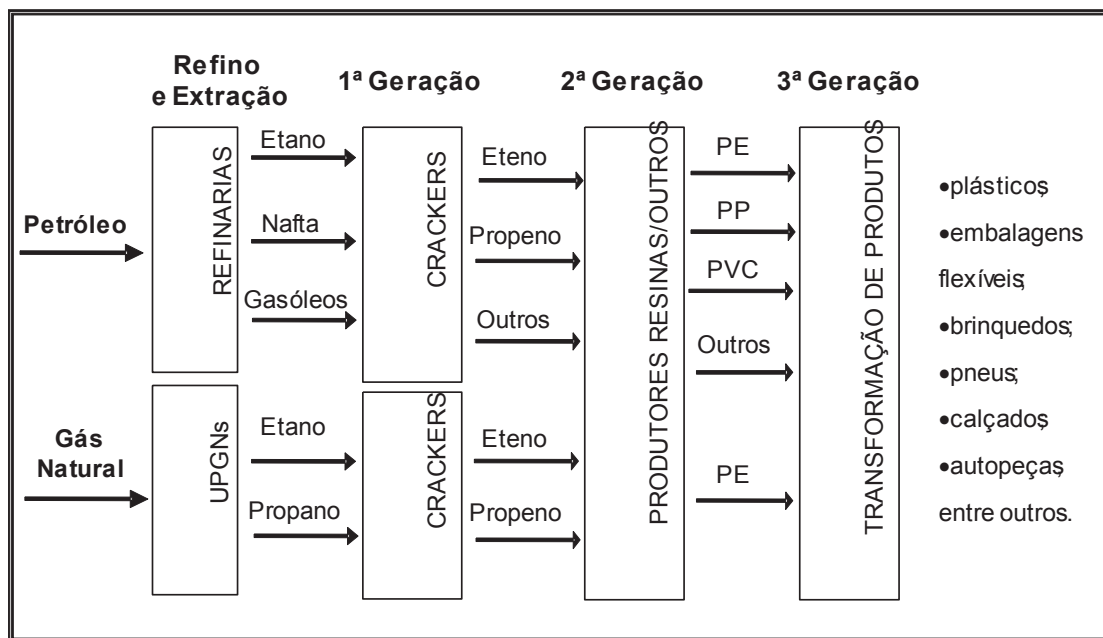 Refino
e Extração
1ª Geração
2ª Geração
3ª Geração
Petróleo
REFINARIAS
Etano
Nafta
Gasóleos
CRACKERS
Eteno
Propeno
Outros
PRODUTORES RESINAS/OUTROS
PE
PP
PVC
Outros
PE
TRANSFORMAÇÃO DE PRODUTOS
•plásticos;
•embalagens
flexíveis;
•brinquedos;
•pneus;
•calçados;
•autopeças,
entre outros.
Gás
Natural
UPGNs
Etano
Propano
CRACKERS
Eteno
Propeno